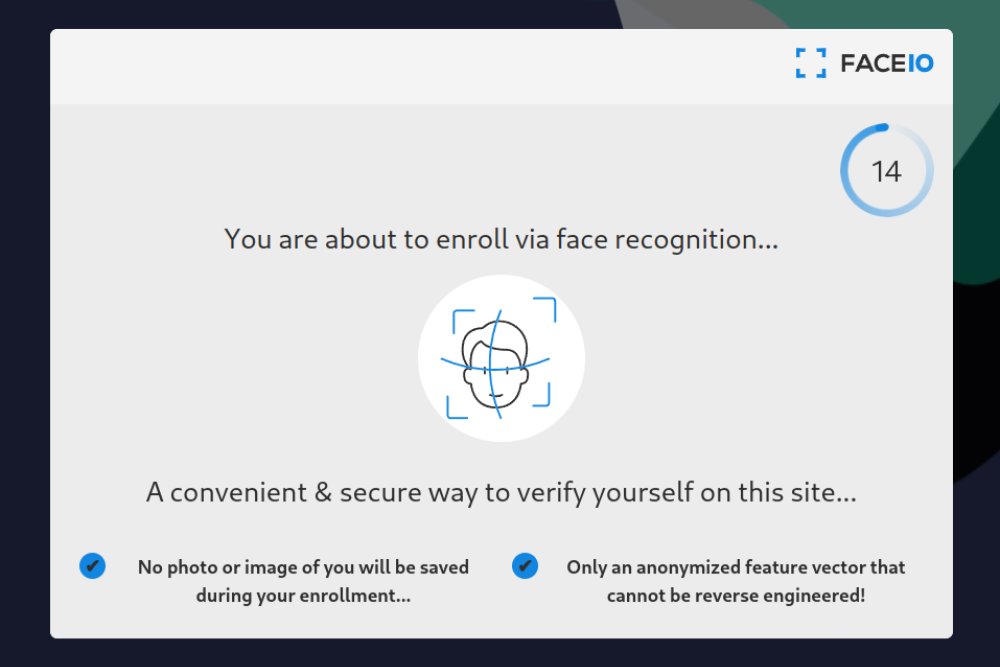 FACEIO
14
You are about to enroll via face recognition...
A convenient & secure way to verify yourself on this site...
No photo or image of you will be saved
during your enrollment...
Only an anonymized feature vector that
cannot be reverse engineered!